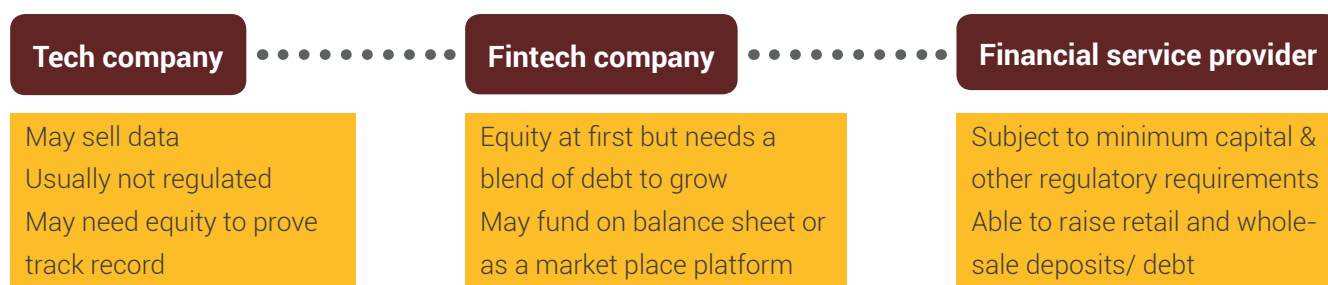 Tech company
May sell data
Usually not regulated
May need equity to prove
track record
Fintech company
Equity at first but needs a
blend of debt to grow
May fund on balance sheet or
as a market place platform
Financial service provider
Subject to minimum capital &
other regulatory requirements
Able to raise retail and whole-
sale deposits/ debt